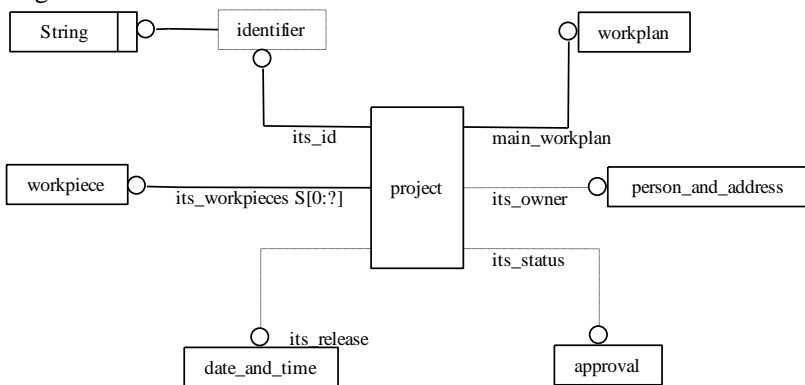 String
identifier
workplan
its_id
main_workplan
workpiece
its_workpieces S[0:?]
project
its_owner
person_and_address
its_status
its_release
date_and_time
approval